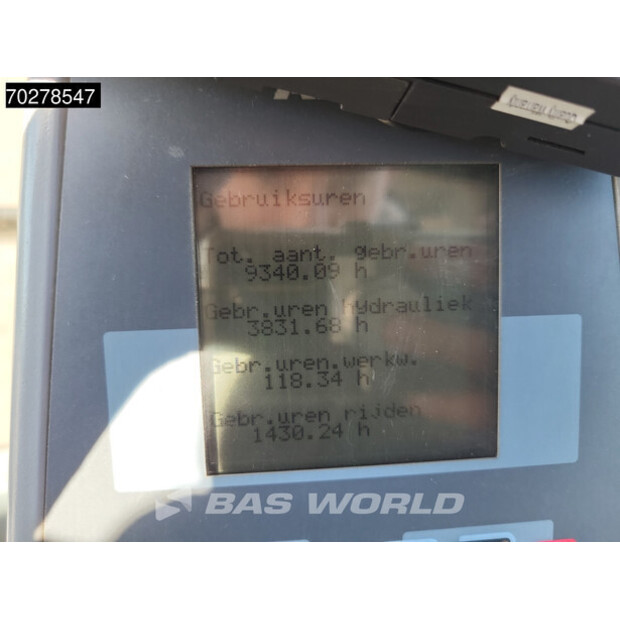 70278547
Gebruiksuren
Tot. aant. gebr.uren
9340.09 h
Gebr.uren hydrauliek
3831.68 h
Gebr.uren.werkw.
118.34 h
Gebr.uren rijden
1430.24 h
BAS WORLD